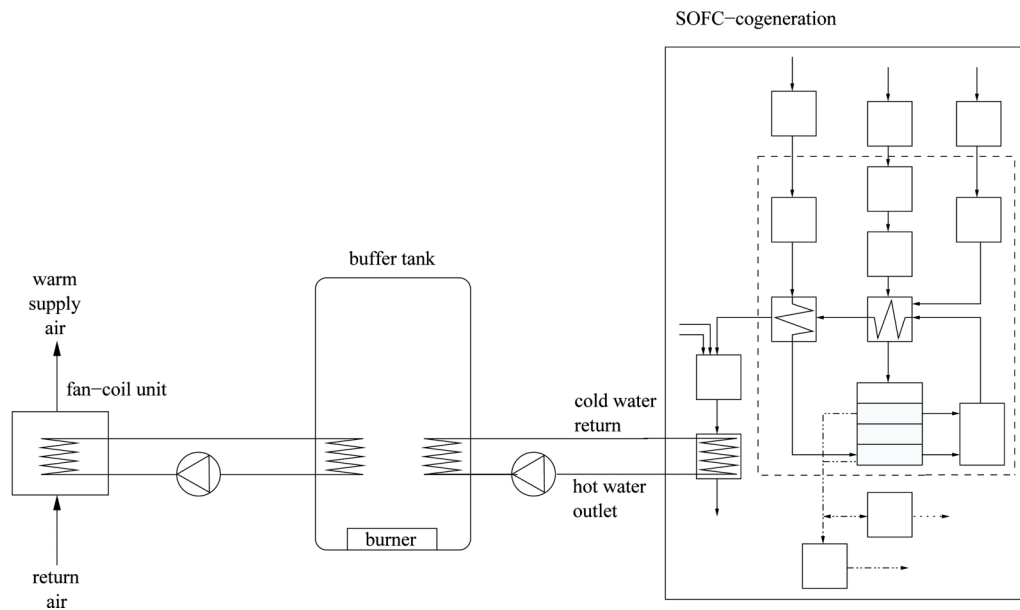 SOFC−cogeneration
buffer tank
warm
supply
air
fan−coil unit
cold water
return
hot water
outlet
burner
return
air